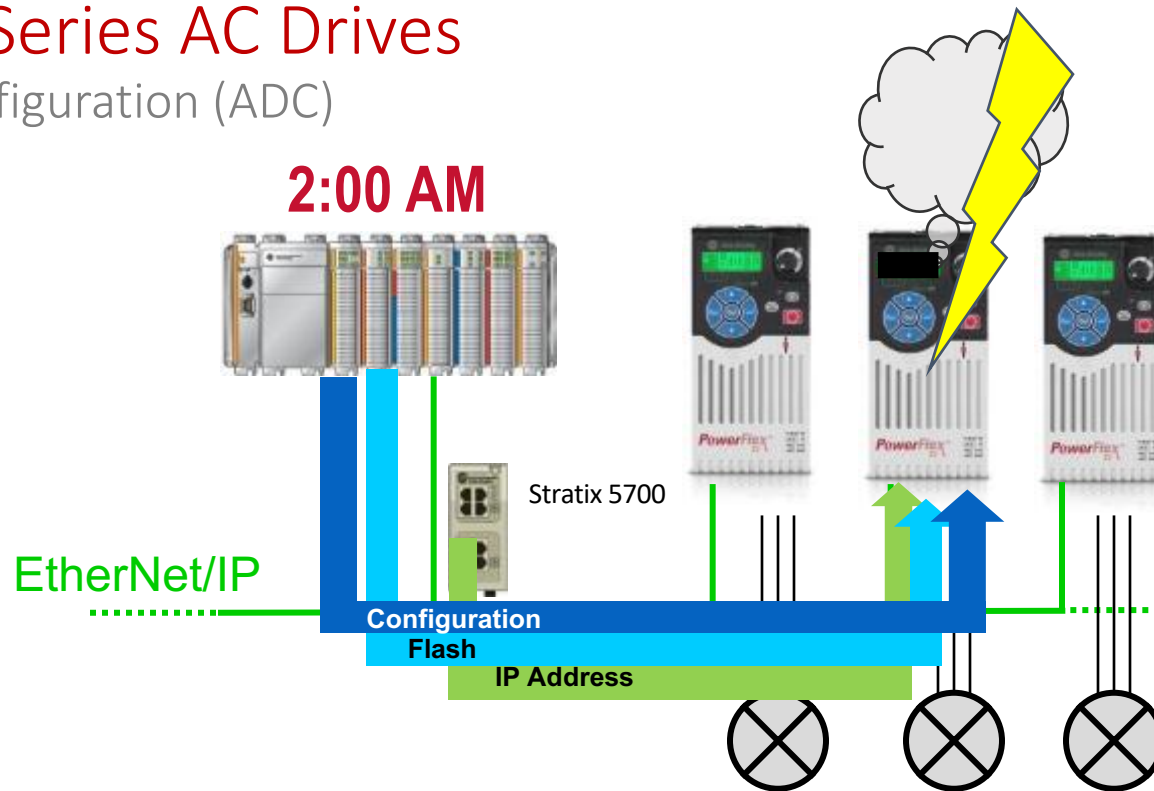 Series AC Drives
figuration (ADC)
2:00 AM
PowerFlex
PowerFlex
PowerFlex
Stratix 5700
EtherNet/IP
Configuration
Flash
IP Address